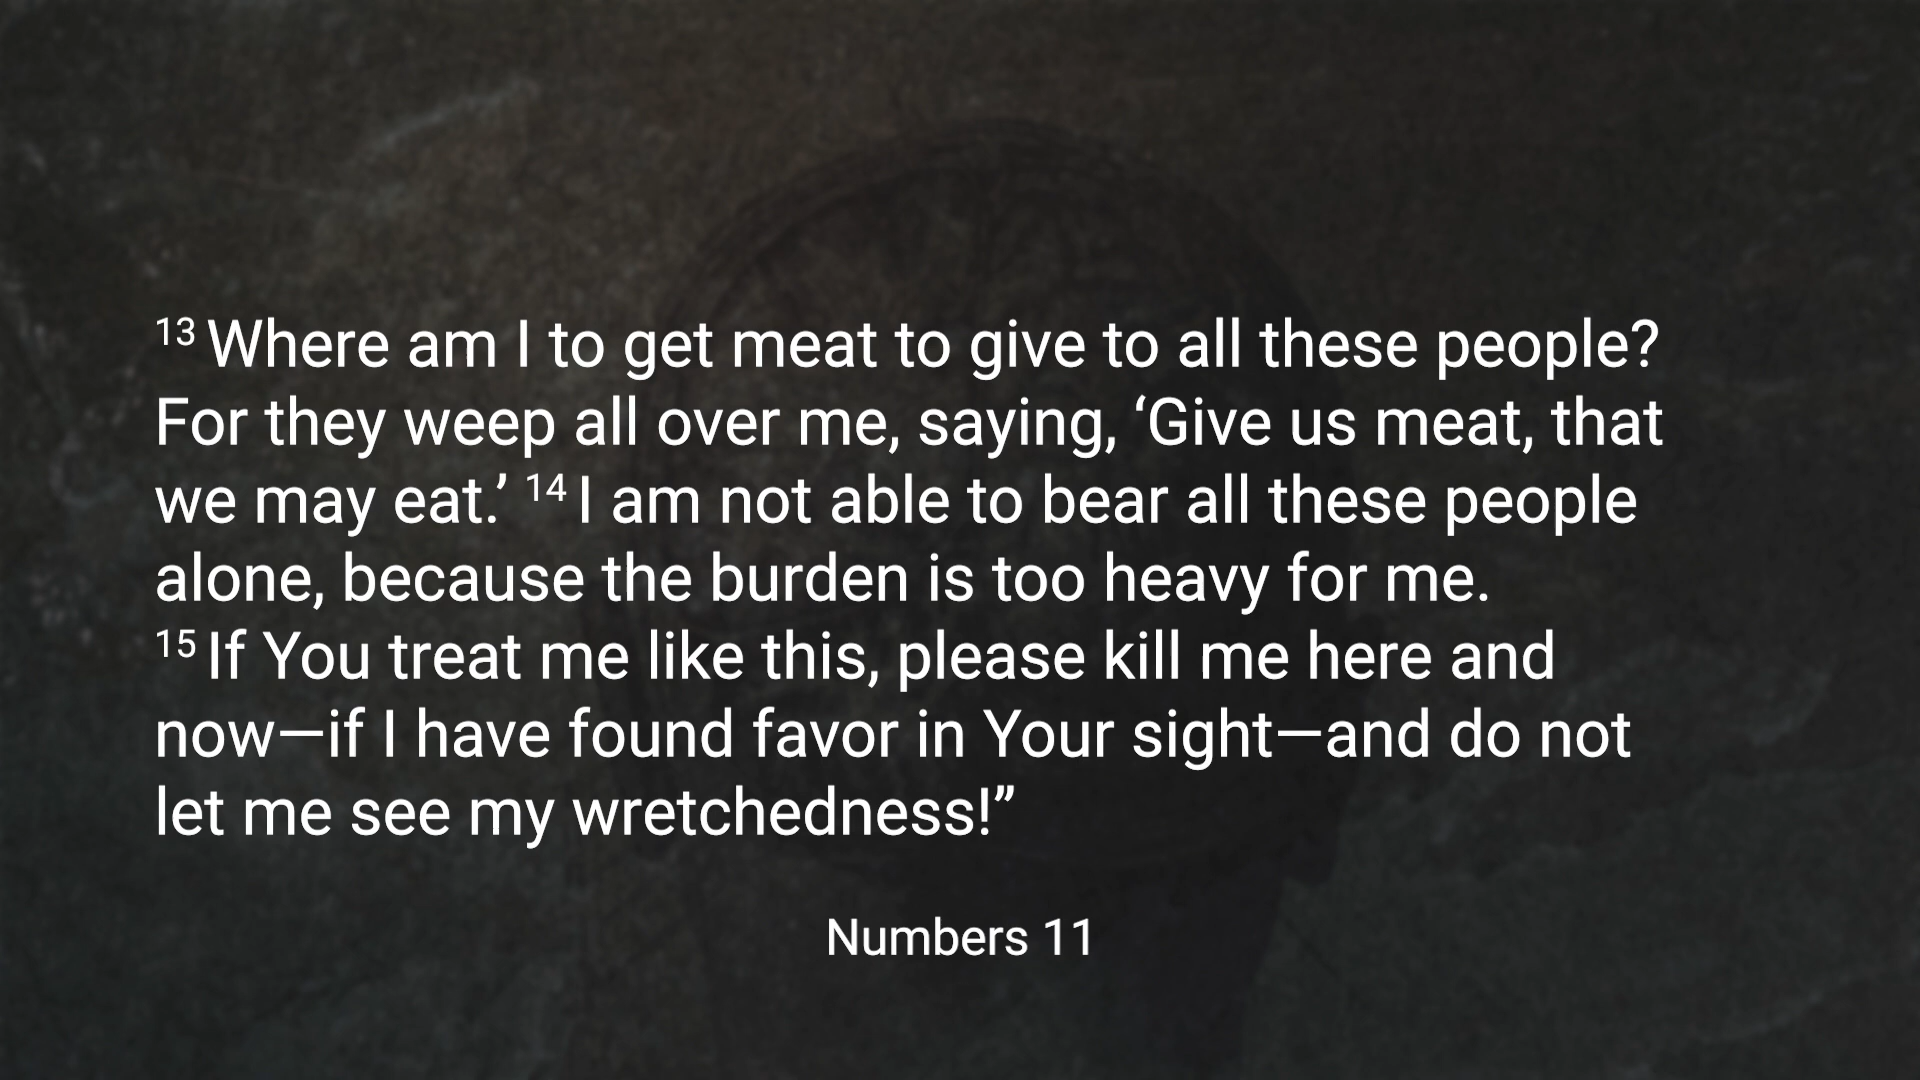 13 Where am I to get meat to give to all these people?
For they weep all over me, saying, ‘Give us meat, that
we may eat.’ 14 I am not able to bear all these people
alone, because the burden is too heavy for me.
15 If You treat me like this, please kill me here and
now—if I have found favor in Your sight—and do not
let me see my wretchedness!”
Numbers 11